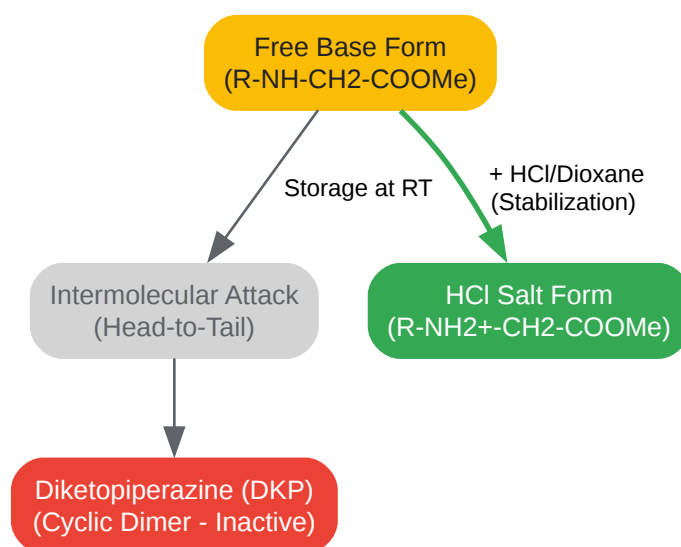 Free Base Form
(R-NH-CH2-COOMe)
Storage at RT
+ HCl/Dioxane
(Stabilization)
Intermolecular Attack
(Head-to-Tail)
HCl Salt Form
(R-NH2+-CH2-COOMe)
Diketopiperazine (DKP)
(Cyclic Dimer - Inactive)